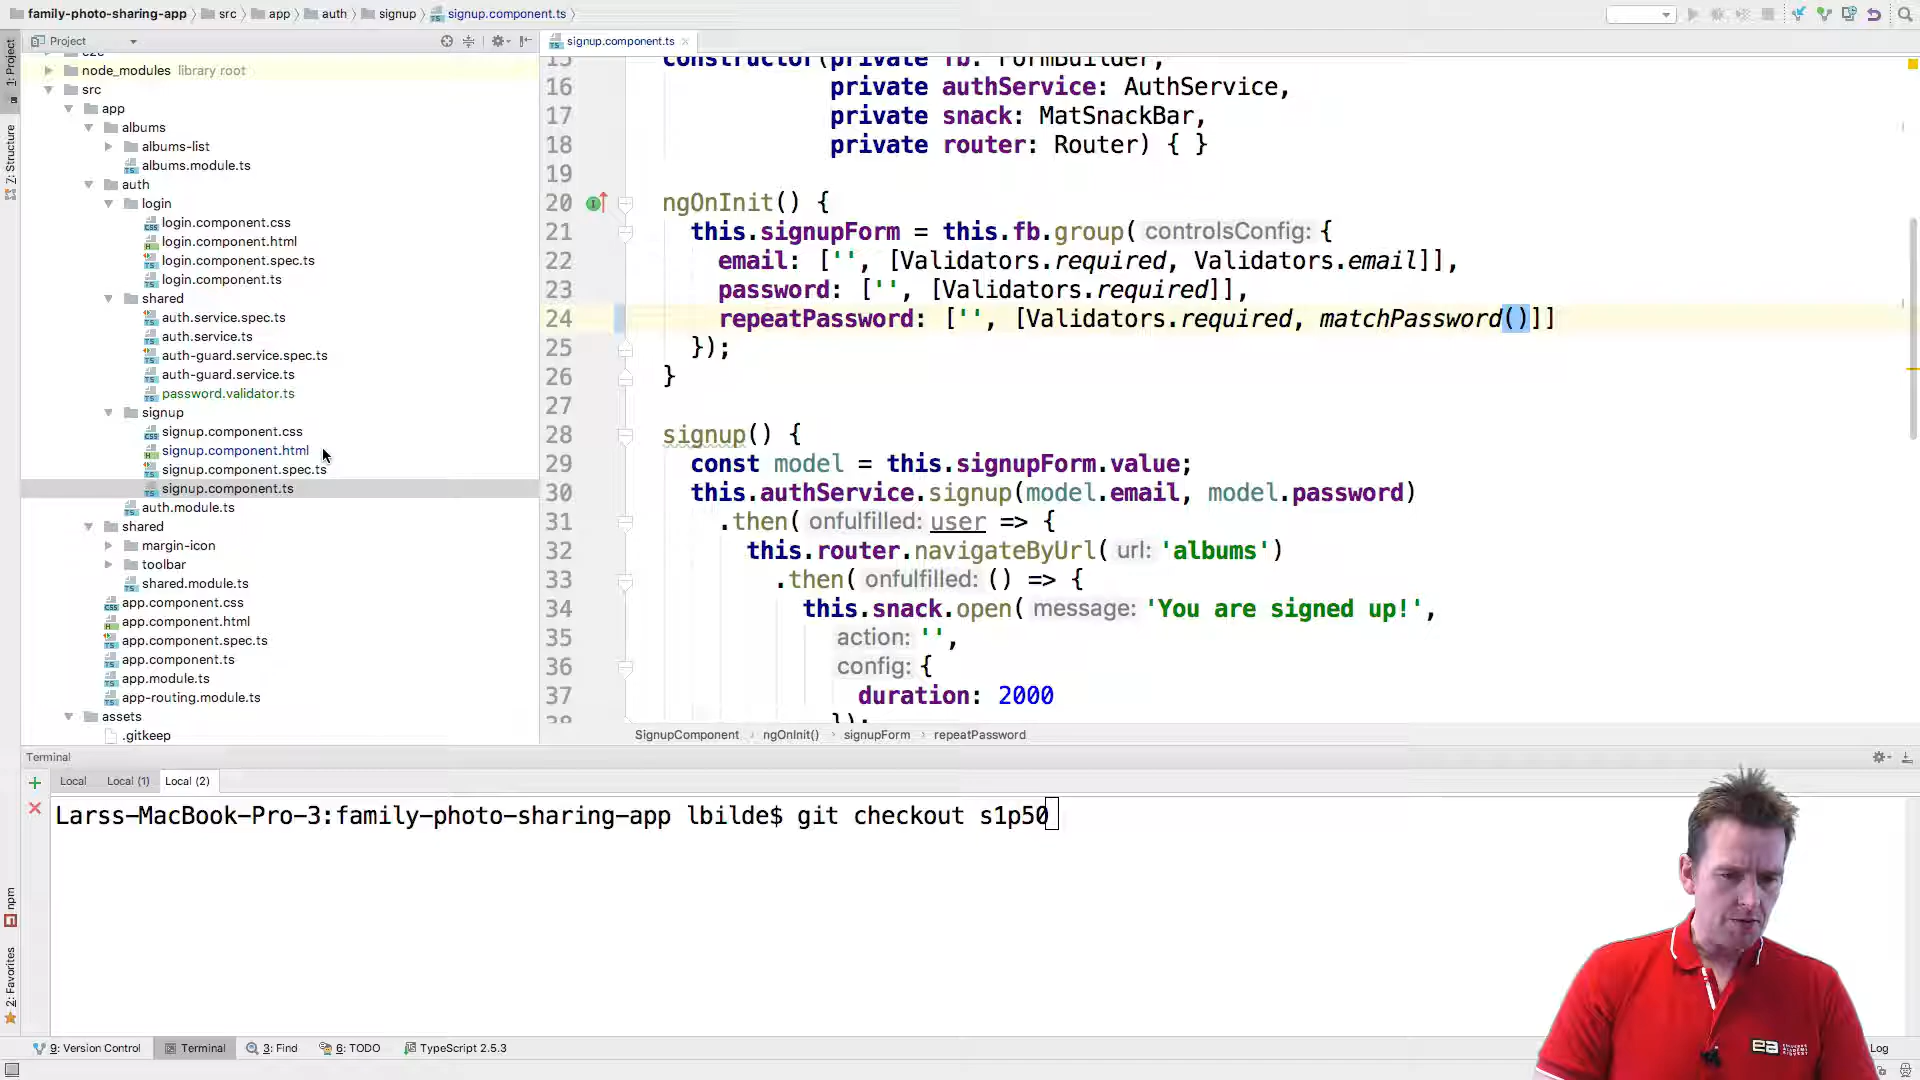 family-photo-sharing-app src app auth signup signup.component.ts
Project
signup.component.ts
node_modules library root
src
app
albums
albums-list
albums.module.ts
auth
login
login.component.css
login.component.html
login.component.spec.ts
login.component.ts
shared
auth.service.spec.ts
auth.service.ts
auth-guard.service.spec.ts
auth-guard.service.ts
password.validator.ts
signup
signup.component.css
signup.component.html
signup.component.spec.ts
signup.component.ts
auth.module.ts
shared
margin-icon
toolbar
shared.module.ts
app.component.css
app.component.html
app.component.spec.ts
app.component.ts
app.module.ts
app-routing.module.ts
assets
.gitkeep
1: Project
7: Structure
npm
2: Favorites
15 constructor(private fb: FormBuilder,
16 private authService: AuthService,
17 private snack: MatSnackBar,
18 private router: Router) { }
19
20 ngOnInit() {
21 this.signupForm = this.fb.group( controlsConfig: {
22 email: ['', [Validators.required, Validators.email]],
23 password: ['', [Validators.required]],
24 repeatPassword: ['', [Validators.required, matchPassword()]]
25 });
26 }
27
28 signup() {
29 const model = this.signupForm.value;
30 this.authService.signup(model.email, model.password)
31 .then( onfulfilled: user => {
32 this.router.navigateByUrl( url: 'albums')
33 .then( onfulfilled: () => {
34 this.snack.open( message: 'You are signed up!',
35 action: '',
36 config: {
37 duration: 2000
38 });
SignupComponent ngOnInit() signupForm repeatPassword
Terminal
Local Local (1) Local (2)
Larss-MacBook-Pro-3:family-photo-sharing-app lbilde$ git checkout s1p50
9: Version Control Terminal 3: Find 6: TODO TypeScript 2.5.3
Log
ea